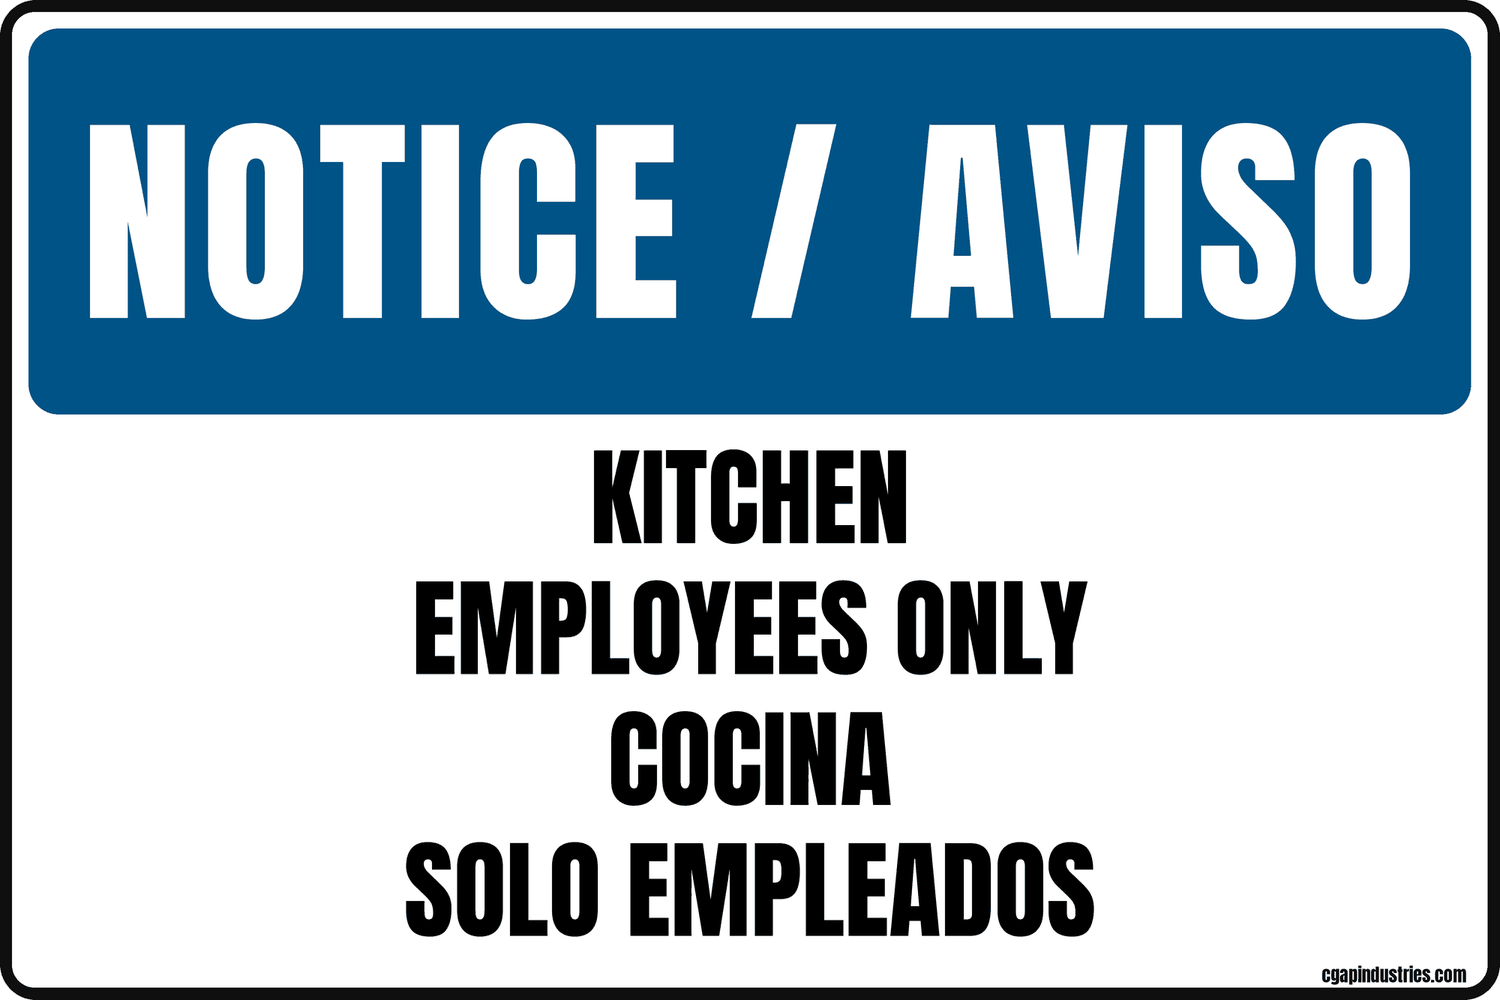 NOTICE / AVISO
KITCHEN
EMPLOYEES ONLY
COCINA
SOLO EMPLEADOS
cgapindustries.com